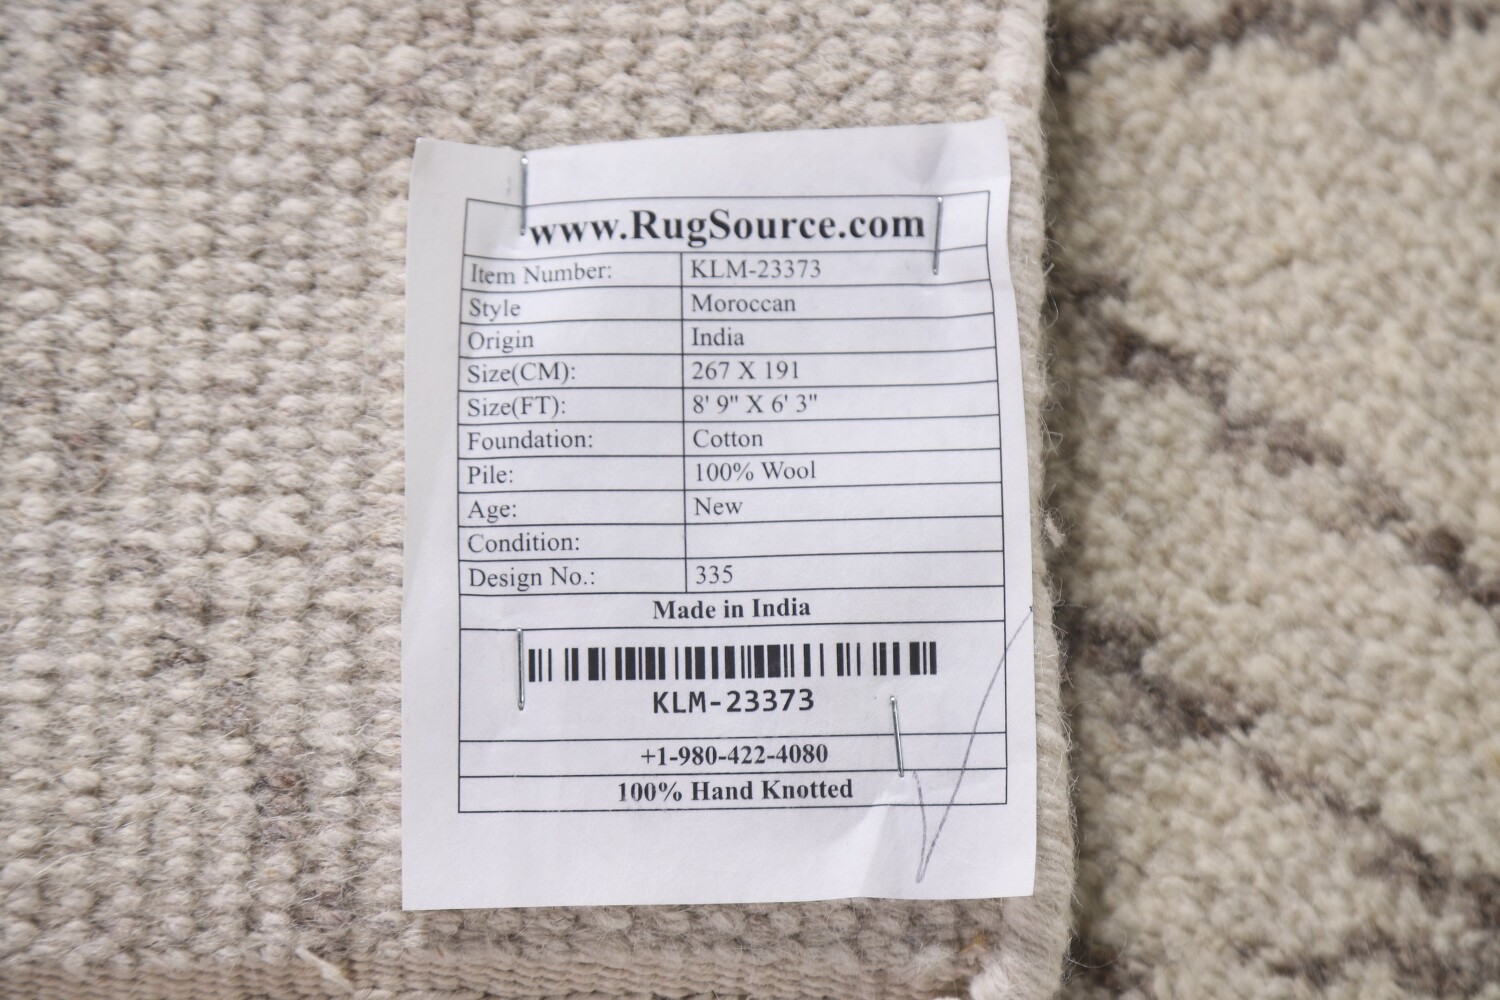 www.RugSource.com
Item Number: KLM-23373
Style Moroccan
Origin India
Size(CM): 267 X 191
Size(FT): 8' 9" X 6' 3"
Foundation: Cotton
Pile: 100% Wool
Age: New
Condition:
Design No.: 335
Made in India
KLM-23373
+1-980-422-4080
100% Hand Knotted